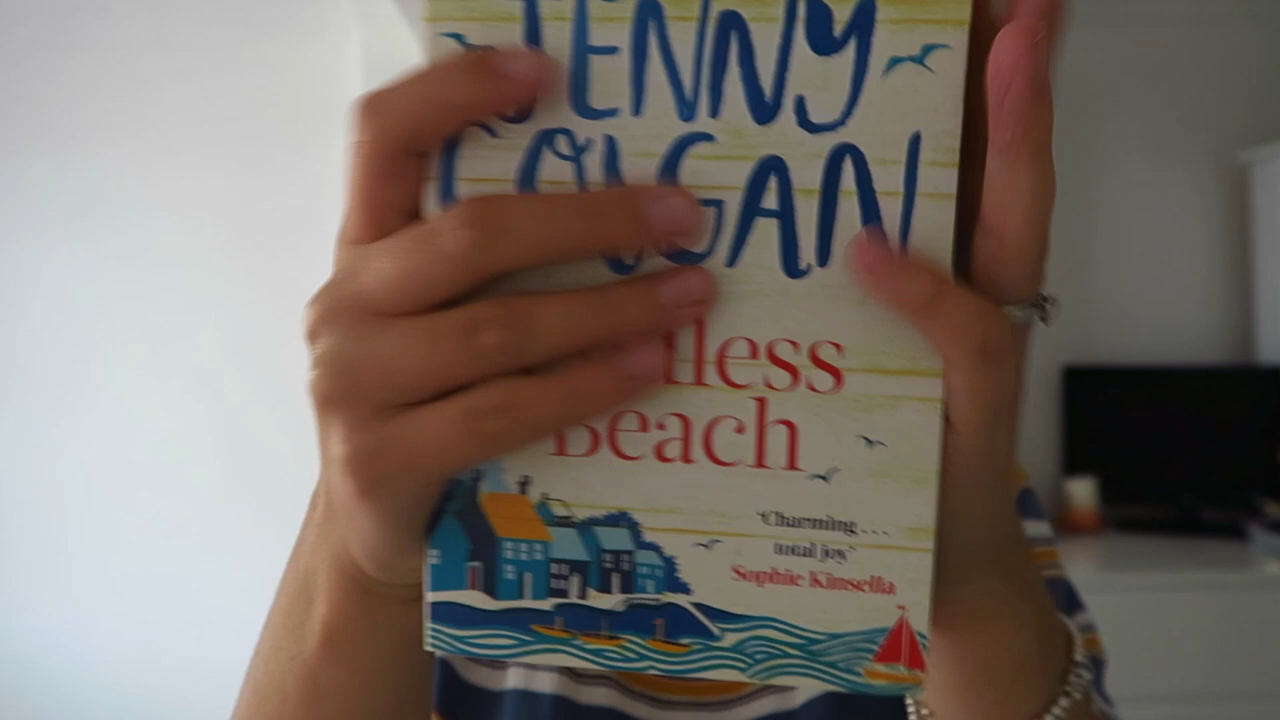 JENNY
COLGAN
Beach
'Charming...
total joy'
Sophie Kinsella